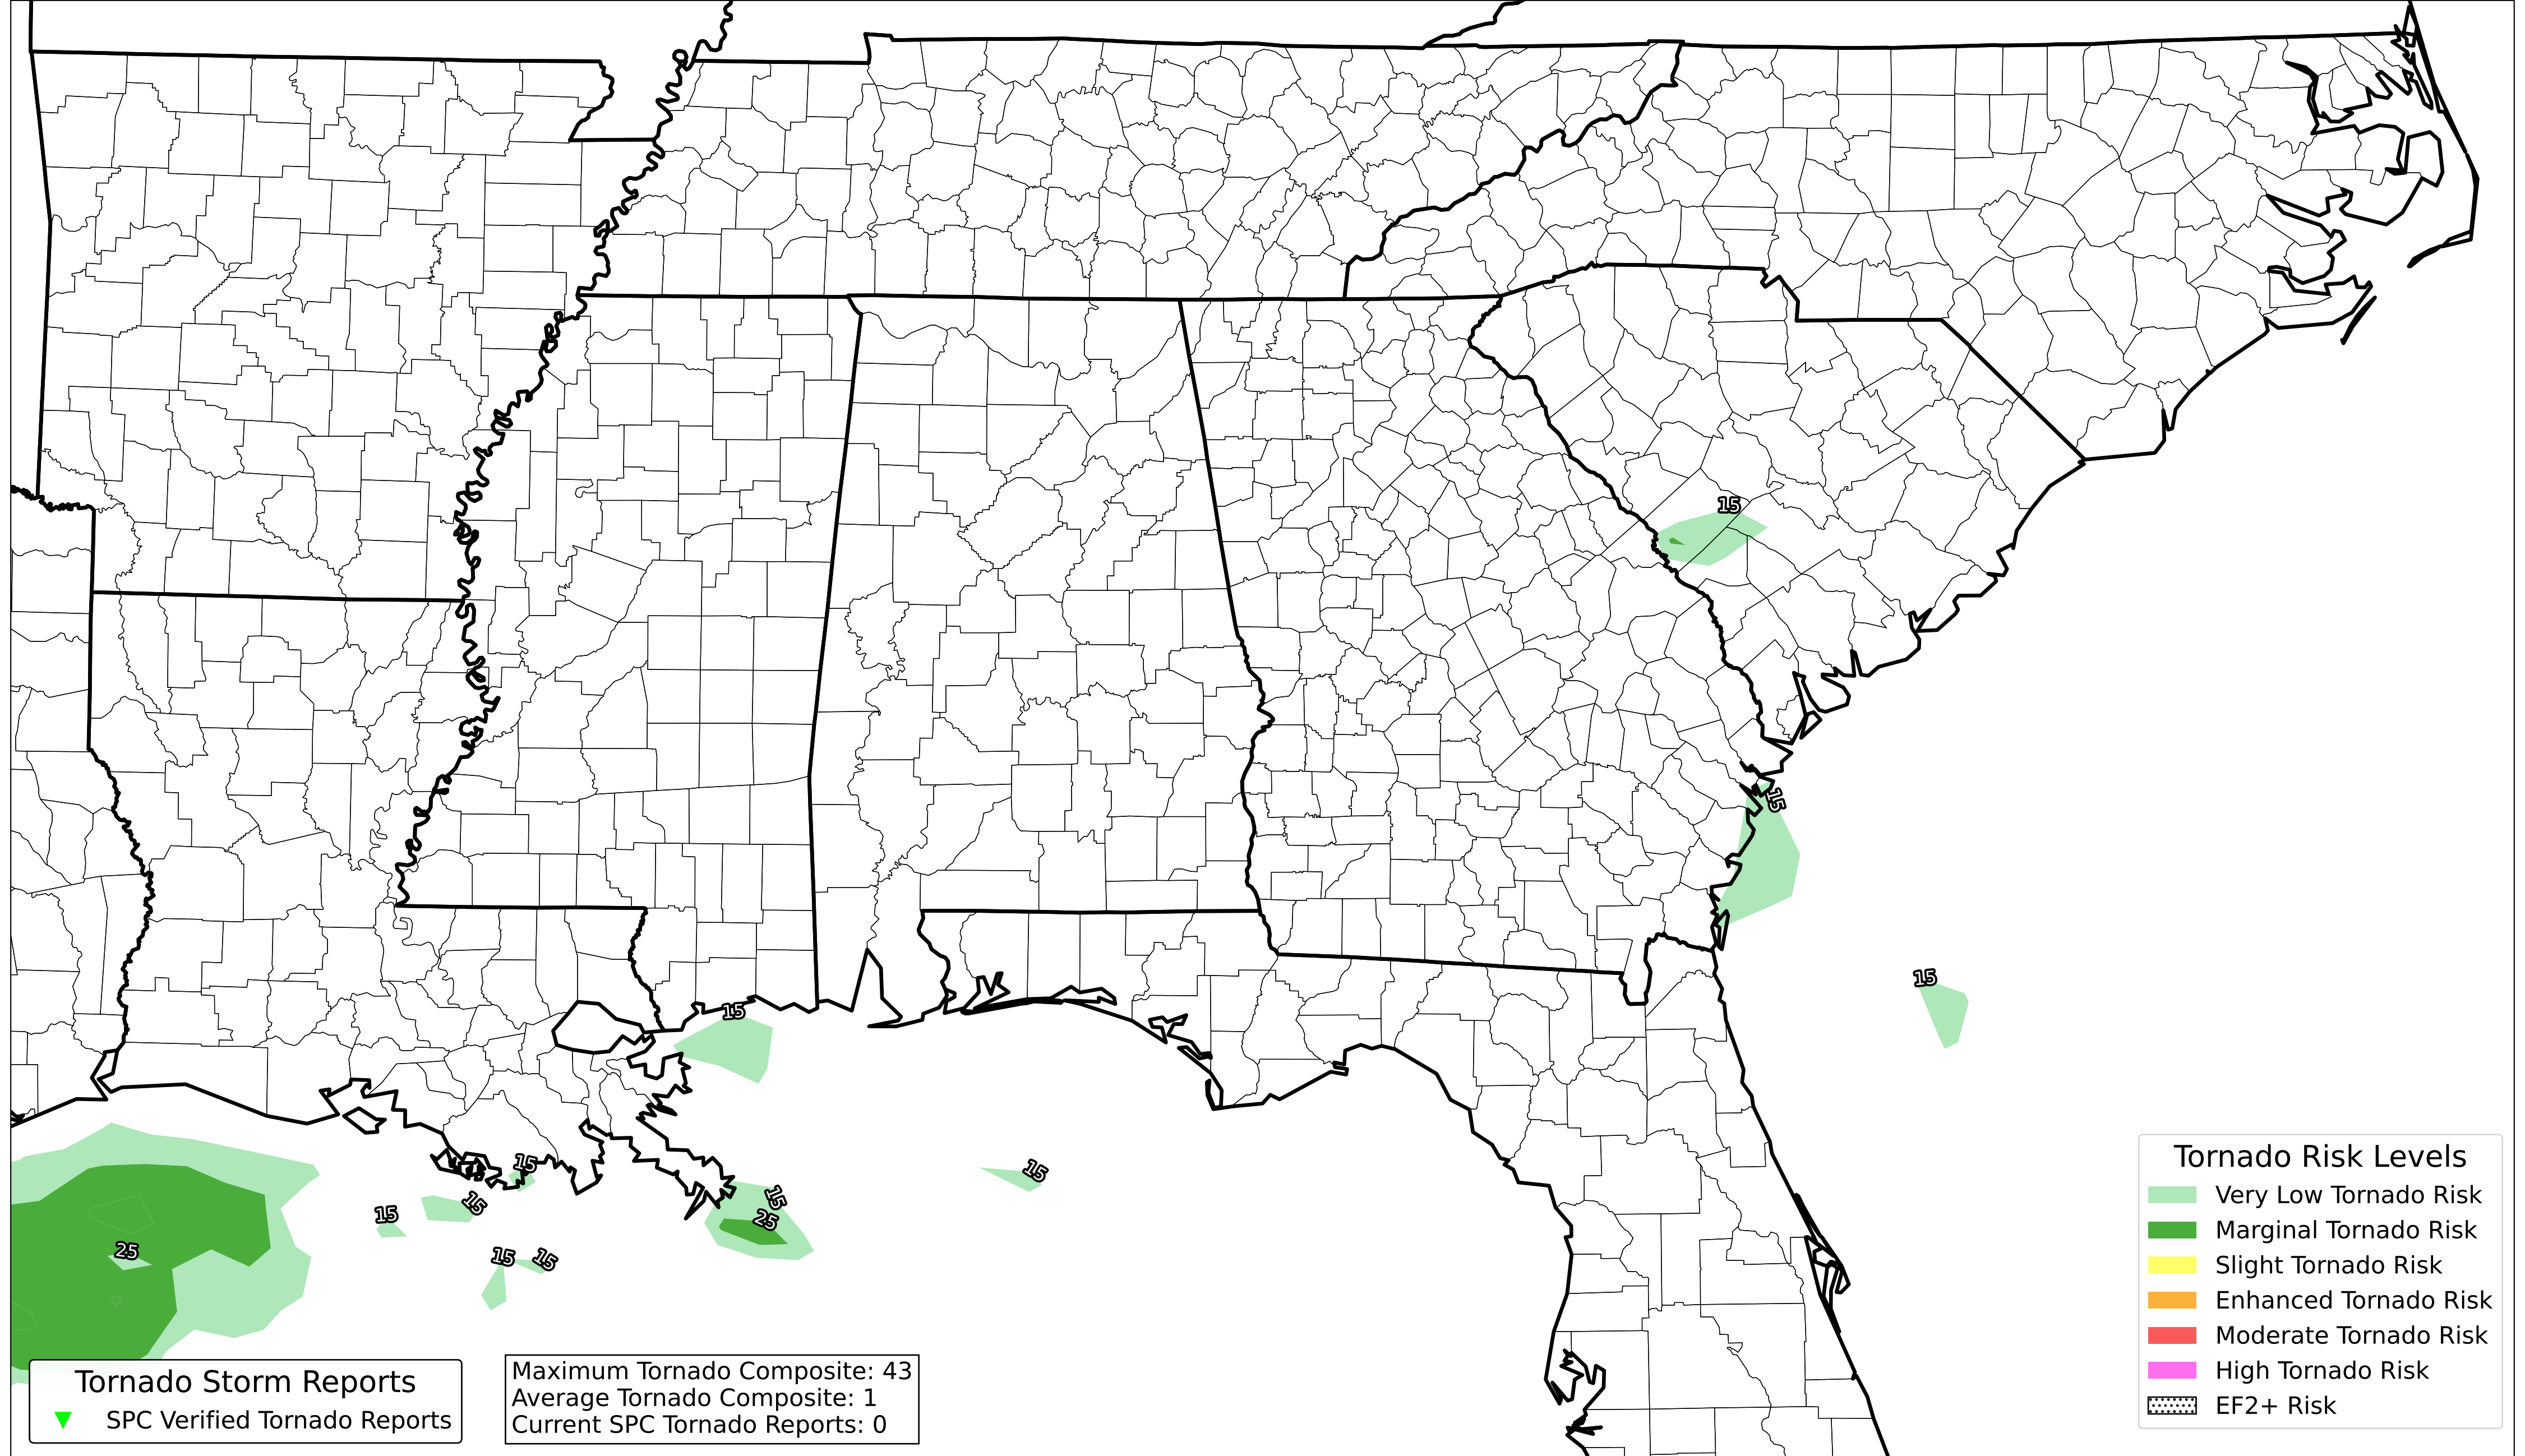 15
15
15
15
15
15
15
15
25
15
25
15
15
Tornado Storm Reports
SPC Verified Tornado Reports
Maximum Tornado Composite: 43
Average Tornado Composite: 1
Current SPC Tornado Reports: 0
Tornado Risk Levels
Very Low Tornado Risk
Marginal Tornado Risk
Slight Tornado Risk
Enhanced Tornado Risk
Moderate Tornado Risk
High Tornado Risk
EF2+ Risk